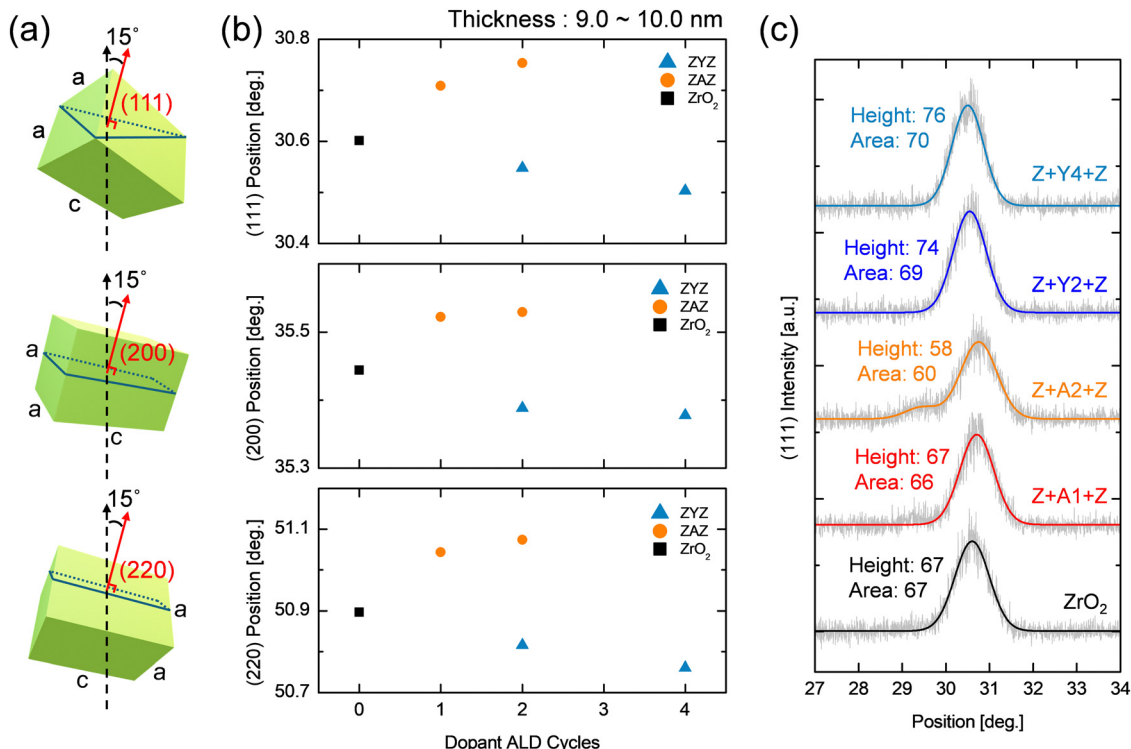 (a)
15°
a
(111)
a
c
15°
a
(200)
a
c
15°
(220)
a
c
a
(b)
Thickness : 9.0 ~ 10.0 nm
30.8
30.6
30.4
(111) Position [deg.]
ZYZ
ZAZ
ZrO₂
35.5
35.3
(200) Position [deg.]
ZYZ
ZAZ
ZrO₂
51.1
50.9
50.7
(220) Position [deg.]
ZYZ
ZAZ
ZrO₂
0 1 2 3 4
Dopant ALD Cycles
(c)
(111) Intensity [a.u.]
Height: 76
Area: 70
Z+Y4+Z
Height: 74
Area: 69
Z+Y2+Z
Height: 58
Area: 60
Z+A2+Z
Height: 67
Area: 66
Z+A1+Z
Height: 67
Area: 67
ZrO₂
27 28 29 30 31 32 33 34
Position [deg.]